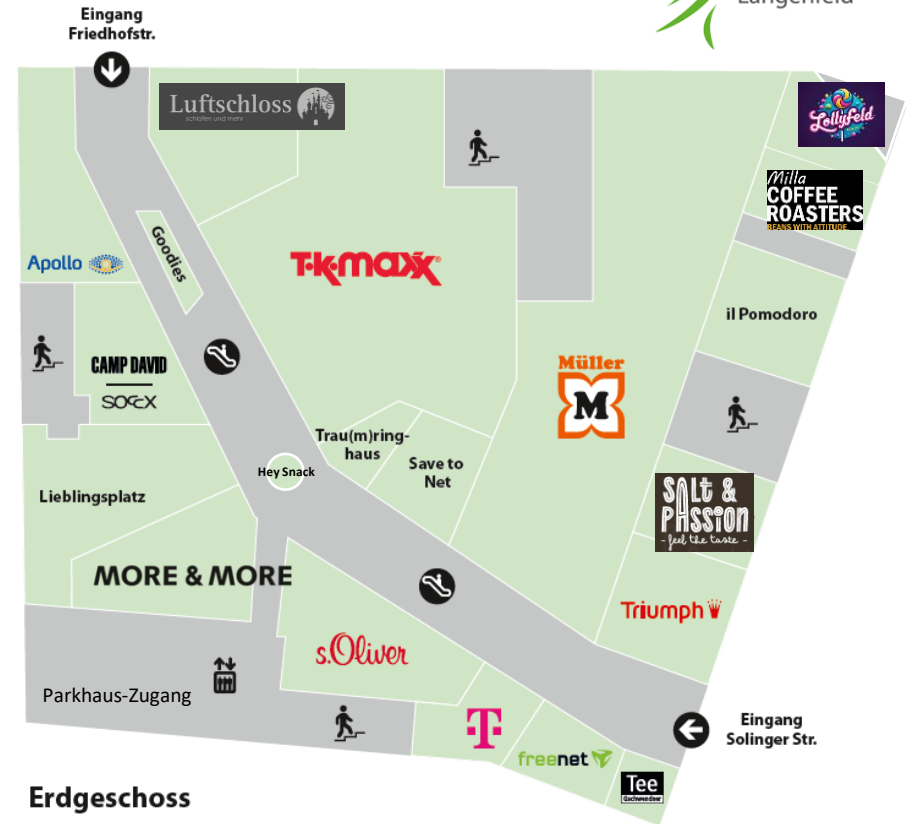 Langenfeld
Eingang
Friedhofstr.
Luftschloss
schlafen und mehr
Lollyfeld
Milla
COFFEE
ROASTERS
BEANS WITH ATTITUDE
Goodies
Apollo
T·K·maxx®
il Pomodoro
CAMP DAVID
SOCCX
Müller
M
Trau(m)ring-
haus
Save to
Net
Hey Snack
Lieblingsplatz
SALt &
PAssion
- feel the taste -
MORE & MORE
Triumph
s.Oliver
Parkhaus-Zugang
T
freenet
Eingang
Solinger Str.
Tee
Gschwendner
Erdgeschoss